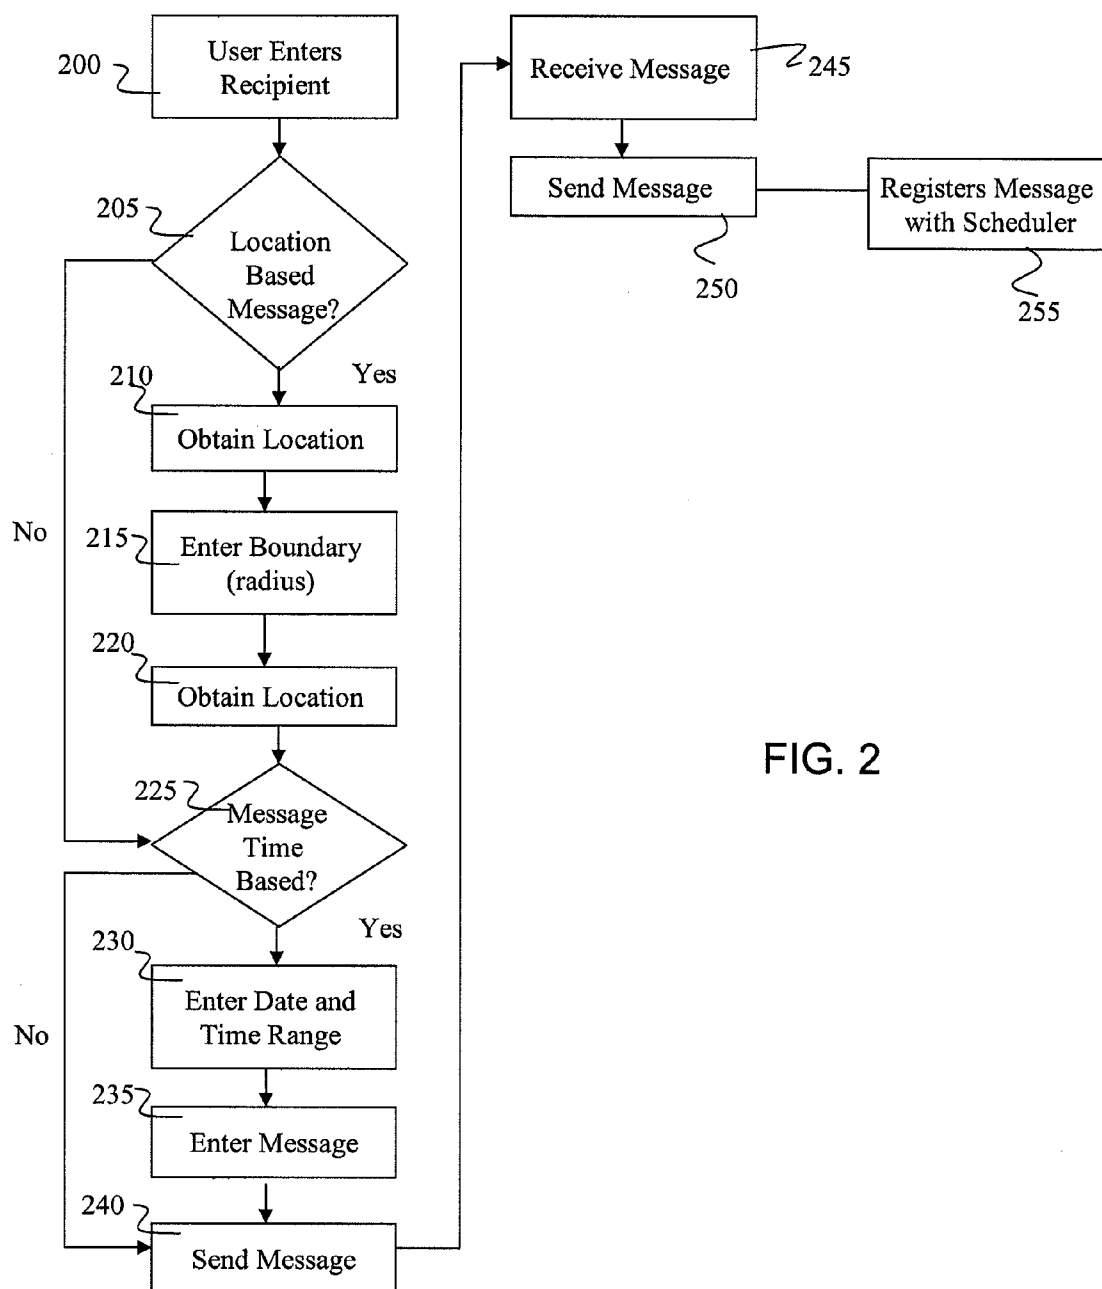 200
User Enters
Recipient
205
Location
Based
Message?
Yes
No
210
Obtain Location
215
Enter Boundary
(radius)
220
Obtain Location
225
Message
Time
Based?
Yes
No
230
Enter Date and
Time Range
235
Enter Message
240
Send Message
Receive Message
245
Send Message
250
Registers Message
with Scheduler
255
FIG. 2